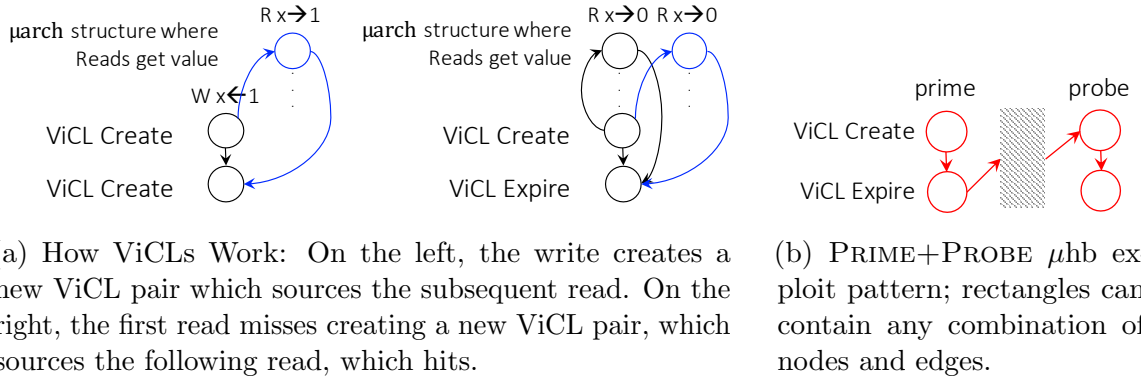 R x→1
µarch structure where
Reads get value
W x←1
ViCL Create
ViCL Create
R x→0 R x→0
µarch structure where
Reads get value
ViCL Create
ViCL Expire
prime
probe
ViCL Create
ViCL Expire
a) How ViCLs Work: On the left, the write creates a
new ViCL pair which sources the subsequent read. On the
right, the first read misses creating a new ViCL pair, which
sources the following read, which hits.
(b) PRIME+PROBE µhb ex
ploit pattern; rectangles can
contain any combination of
nodes and edges.